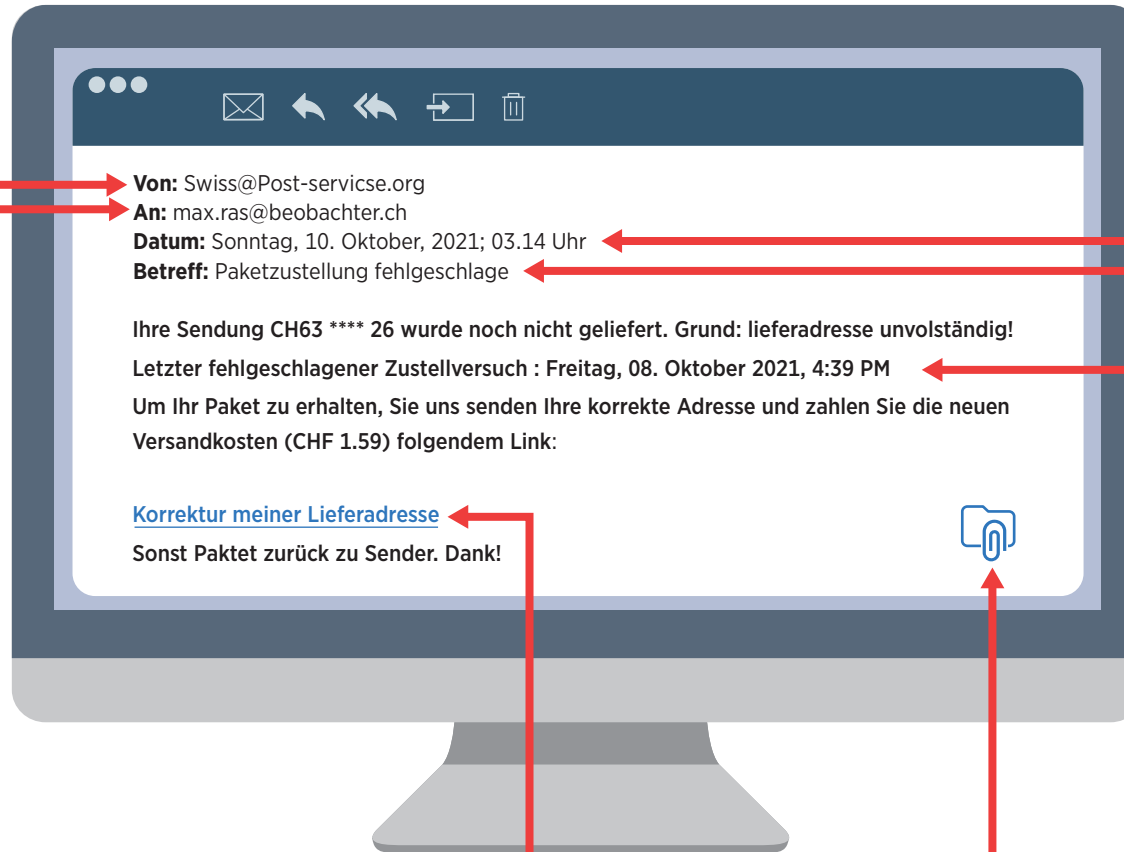 Von: Swiss@Post-servicse.org
An: max.ras@beobachter.ch
Datum: Sonntag, 10. Oktober, 2021; 03.14 Uhr
Betreff: Paketzustellung fehlgeschlage
Ihre Sendung CH63 **** 26 wurde noch nicht geliefert. Grund: lieferadresse unvolständig!
Letzter fehlgeschlagener Zustellversuch : Freitag, 08. Oktober 2021, 4:39 PM
Um Ihr Paket zu erhalten, Sie uns senden Ihre korrekte Adresse und zahlen Sie die neuen
Versandkosten (CHF 1.59) folgendem Link:
Korrektur meiner Lieferadresse
Sonst Paktet zurück zu Sender. Dank!